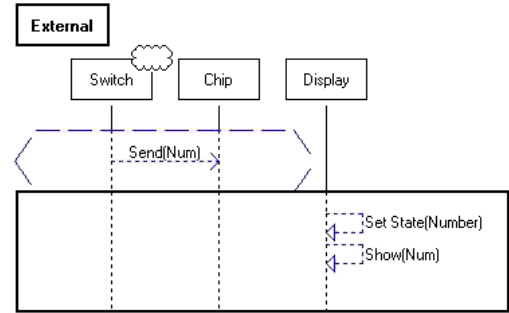 External
Switch
Chip
Display
Send(Num)
Set State(Number)
Show(Num)